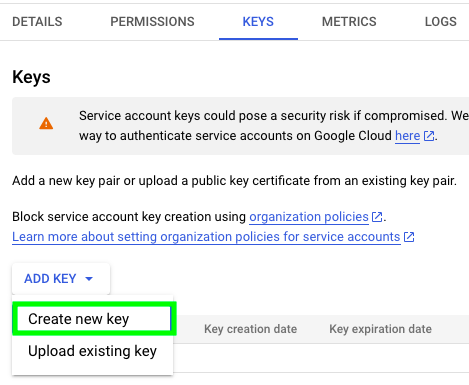 DETAILS PERMISSIONS KEYS METRICS LOGS
Keys
Service account keys could pose a security risk if compromised. We
way to authenticate service accounts on Google Cloud here.
Add a new key pair or upload a public key certificate from an existing key pair.
Block service account key creation using organization policies.
Learn more about setting organization policies for service accounts
ADD KEY
Create new key
Key creation date Key expiration date
Upload existing key